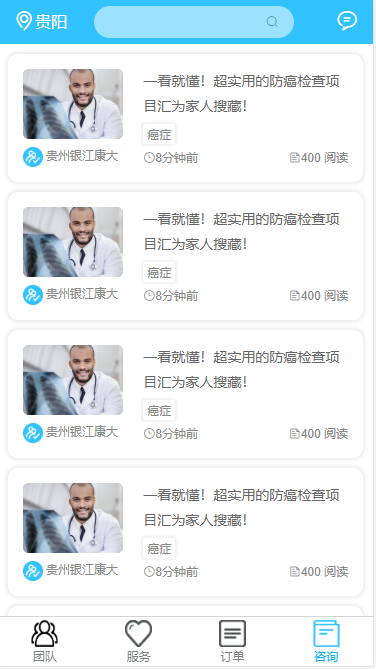 贵阳
一看就懂！超实用的防癌检查项
目汇为家人搜藏！
癌症
贵州银江康大
8分钟前
400 阅读
一看就懂！超实用的防癌检查项
目汇为家人搜藏！
癌症
贵州银江康大
8分钟前
400 阅读
一看就懂！超实用的防癌检查项
目汇为家人搜藏！
癌症
贵州银江康大
8分钟前
400 阅读
一看就懂！超实用的防癌检查项
目汇为家人搜藏！
癌症
贵州银江康大
8分钟前
400 阅读
团队
服务
订单
咨询